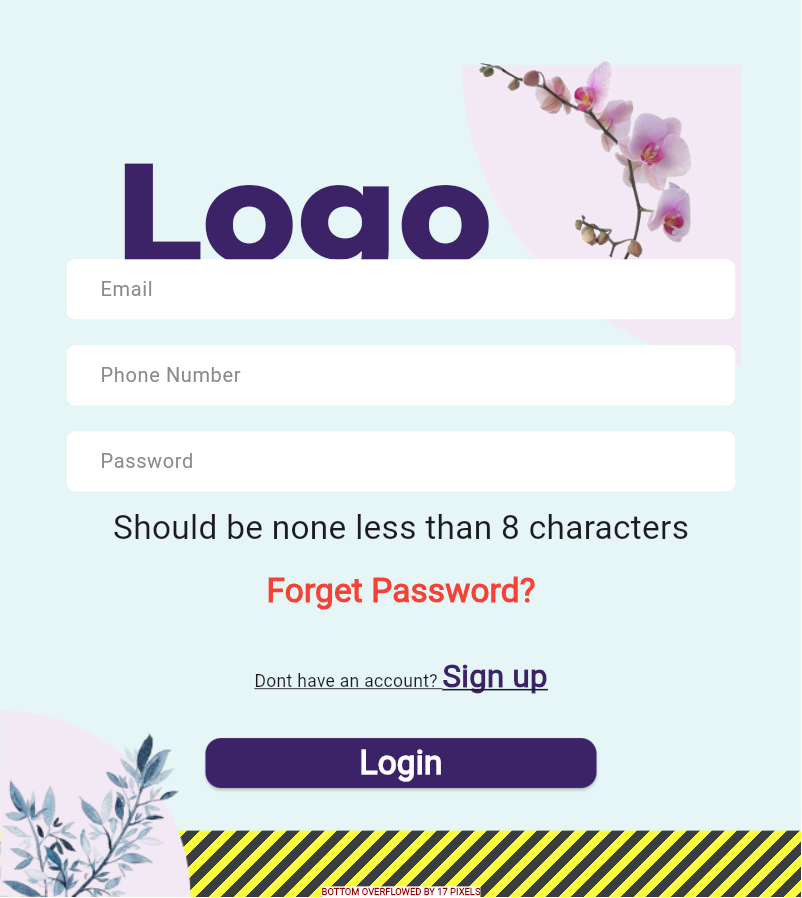 Logo
Email
Phone Number
Password
Should be none less than 8 characters
Forget Password?
Dont have an account? Sign up
Login
BOTTOM OVERFLOWED BY 17 PIXELS